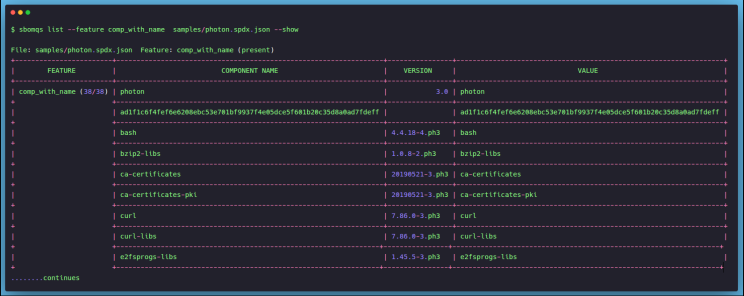 $ sbomqs list --feature comp_with_name  samples/photon.spdx.json --show
File: samples/photon.spdx.json  Feature: comp_with_name (present)
| FEATURE | COMPONENT NAME | VERSION | VALUE |
| comp_with_name (38/38) | photon | 3.0 | photon |
| | ad1f1c6f4fef6e6208ebc53e701bf9937f4e05dce5f601b20c35d8a0ad7fdeff | | ad1f1c6f4fef6e6208ebc53e701bf9937f4e05dce5f601b20c35d8a0ad7fdeff |
| | bash | 4.4.18-4.ph3 | bash |
| | bzip2-libs | 1.0.8-2.ph3 | bzip2-libs |
| | ca-certificates | 20190521-3.ph3 | ca-certificates |
| | ca-certificates-pki | 20190521-3.ph3 | ca-certificates-pki |
| | curl | 7.86.0-3.ph3 | curl |
| | curl-libs | 7.86.0-3.ph3 | curl-libs |
| | e2fsprogs-libs | 1.45.5-3.ph3 | e2fsprogs-libs |
........continues